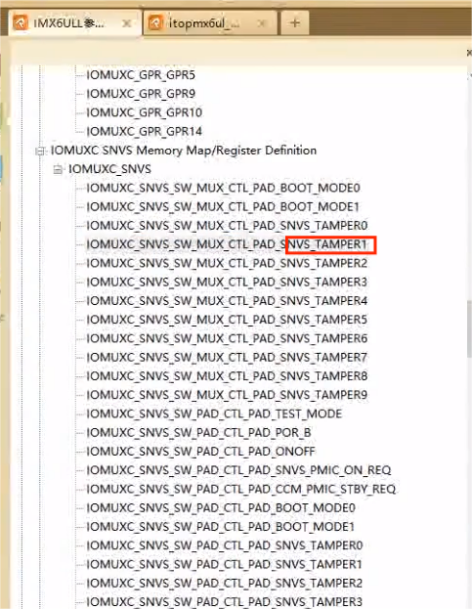 IMX6ULL参...
itopmx6ul_...
IOMUXC_GPR_GPR5
IOMUXC_GPR_GPR9
IOMUXC_GPR_GPR10
IOMUXC_GPR_GPR14
IOMUXC SNVS Memory Map/Register Definition
IOMUXC_SNVS
IOMUXC_SNVS_SW_MUX_CTL_PAD_BOOT_MODE0
IOMUXC_SNVS_SW_MUX_CTL_PAD_BOOT_MODE1
IOMUXC_SNVS_SW_MUX_CTL_PAD_SNVS_TAMPER0
IOMUXC_SNVS_SW_MUX_CTL_PAD_SNVS_TAMPER1
IOMUXC_SNVS_SW_MUX_CTL_PAD_SNVS_TAMPER2
IOMUXC_SNVS_SW_MUX_CTL_PAD_SNVS_TAMPER3
IOMUXC_SNVS_SW_MUX_CTL_PAD_SNVS_TAMPER4
IOMUXC_SNVS_SW_MUX_CTL_PAD_SNVS_TAMPER5
IOMUXC_SNVS_SW_MUX_CTL_PAD_SNVS_TAMPER6
IOMUXC_SNVS_SW_MUX_CTL_PAD_SNVS_TAMPER7
IOMUXC_SNVS_SW_MUX_CTL_PAD_SNVS_TAMPER8
IOMUXC_SNVS_SW_MUX_CTL_PAD_SNVS_TAMPER9
IOMUXC_SNVS_SW_PAD_CTL_PAD_TEST_MODE
IOMUXC_SNVS_SW_PAD_CTL_PAD_POR_B
IOMUXC_SNVS_SW_PAD_CTL_PAD_ONOFF
IOMUXC_SNVS_SW_PAD_CTL_PAD_SNVS_PMIC_ON_REQ
IOMUXC_SNVS_SW_PAD_CTL_PAD_CCM_PMIC_STBY_REQ
IOMUXC_SNVS_SW_PAD_CTL_PAD_BOOT_MODE0
IOMUXC_SNVS_SW_PAD_CTL_PAD_BOOT_MODE1
IOMUXC_SNVS_SW_PAD_CTL_PAD_SNVS_TAMPER0
IOMUXC_SNVS_SW_PAD_CTL_PAD_SNVS_TAMPER1
IOMUXC_SNVS_SW_PAD_CTL_PAD_SNVS_TAMPER2
IOMUXC_SNVS_SW_PAD_CTL_PAD_SNVS_TAMPER3